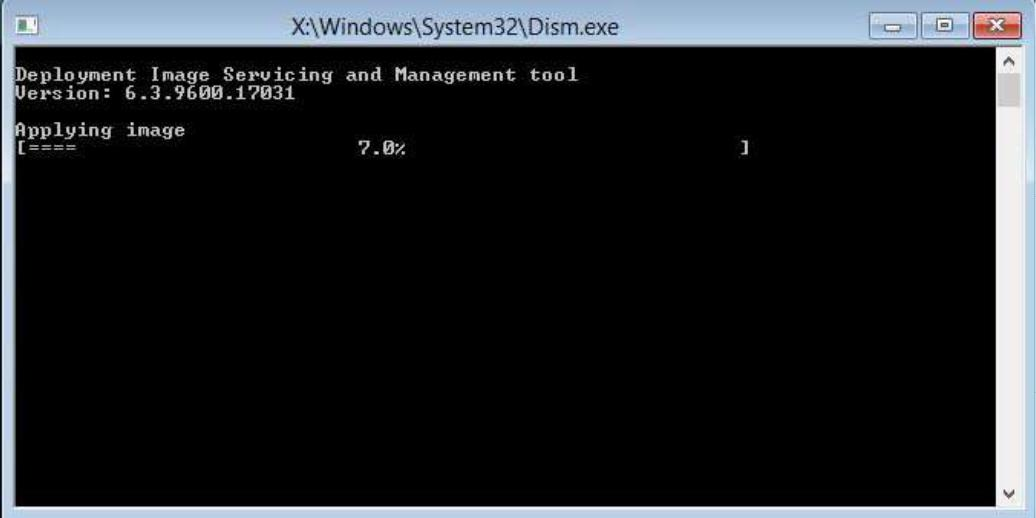 X:\Windows\System32\Dism.exe
Deployment Image Servicing and Management tool
Version: 6.3.9600.17031
Applying image
[==== 7.0% ]